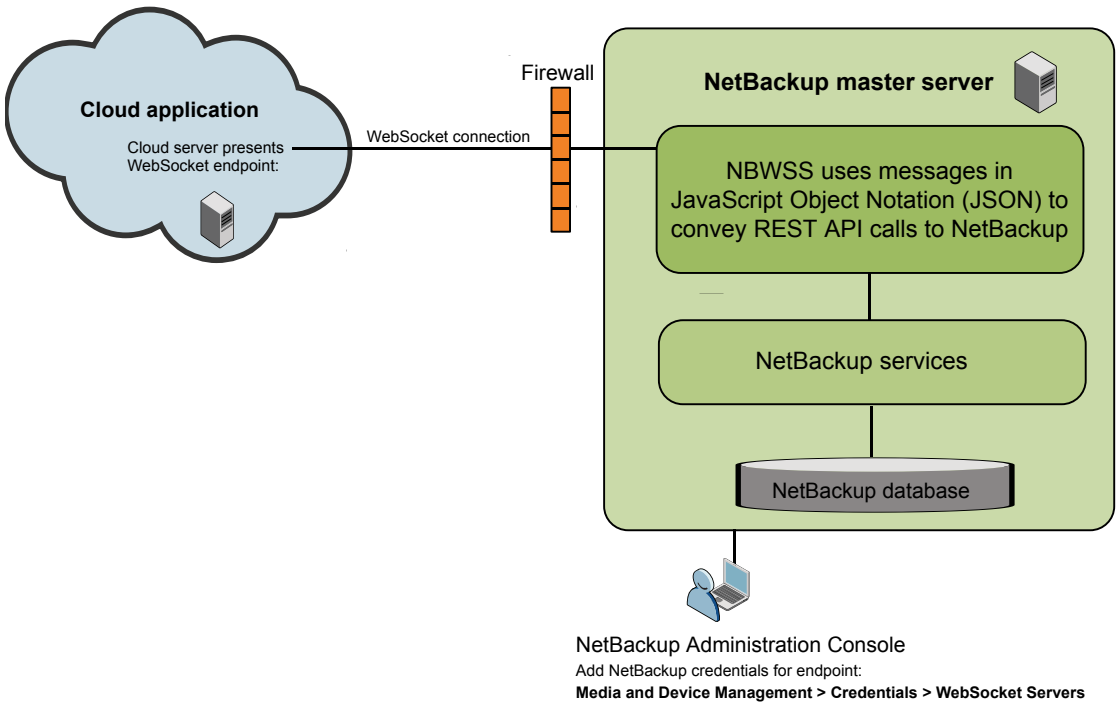 Firewall
NetBackup master server
Cloud application
WebSocket connection
Cloud server presents
WebSocket endpoint:
NBWSS uses messages in
JavaScript Object Notation (JSON) to
convey REST API calls to NetBackup
NetBackup services
NetBackup database
NetBackup Administration Console
Add NetBackup credentials for endpoint:
Media and Device Management > Credentials > WebSocket Servers